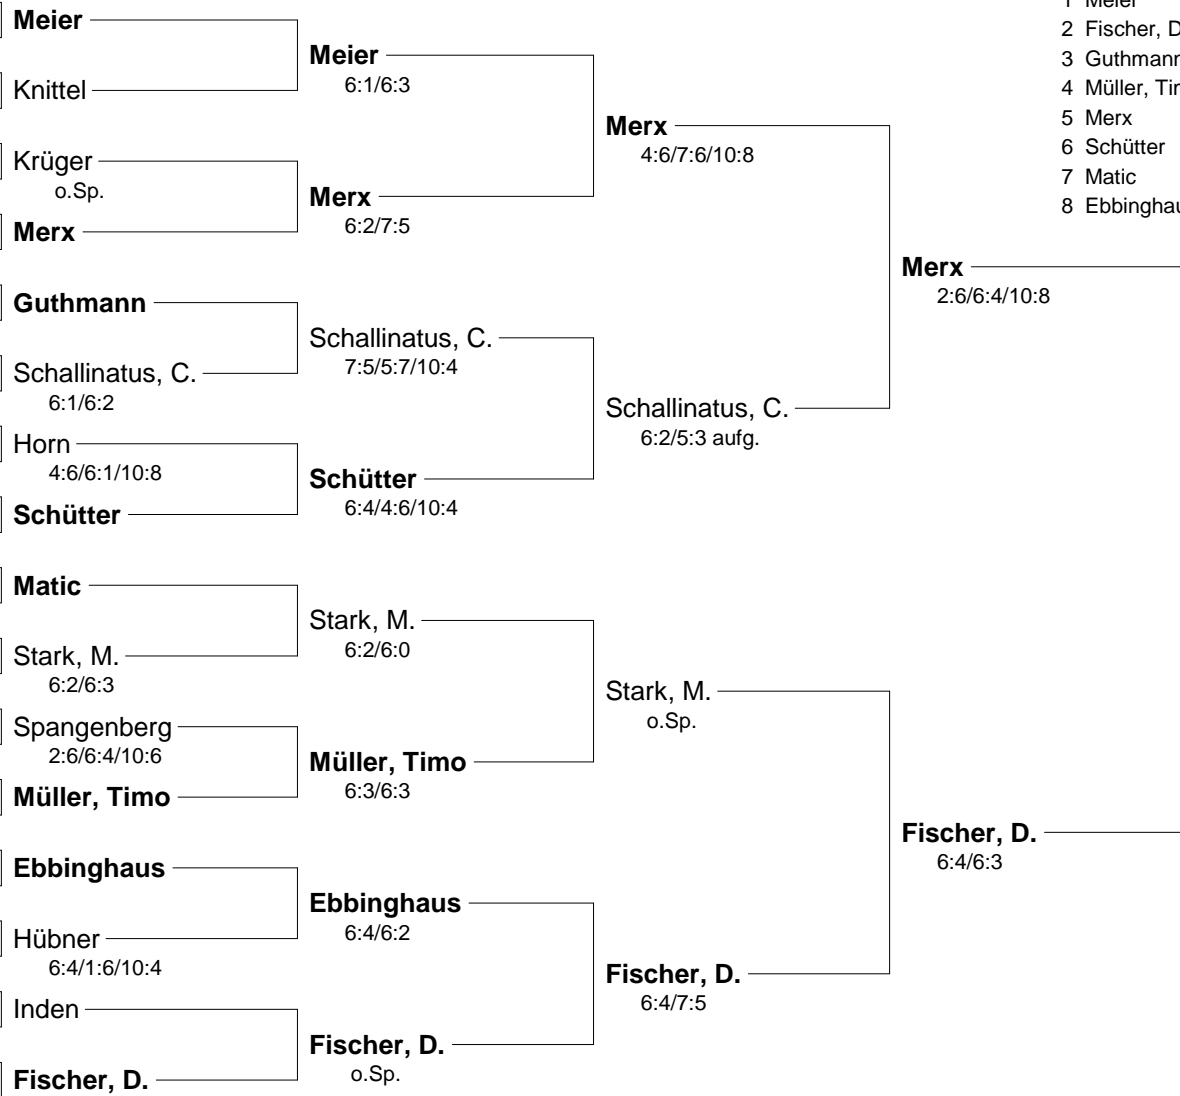 Meier
Knittel
Krüger
o.Sp.
Merx
Guthmann
Schallinatus, C.
6:1/6:2
Horn
4:6/6:1/10:8
Schütter
Matic
Stark, M.
6:2/6:3
Spangenberg
2:6/6:4/10:6
Müller, Timo
Ebbinghaus
Hübner
6:4/1:6/10:4
Inden
Fischer, D.
Meier
6:1/6:3
Merx
6:2/7:5
Schallinatus, C.
7:5/5:7/10:4
Schütter
6:4/4:6/10:4
Stark, M.
6:2/6:0
Müller, Timo
6:3/6:3
Ebbinghaus
6:4/6:2
Fischer, D.
o.Sp.
Merx
4:6/7:6/10:8
Schallinatus, C.
6:2/5:3 aufg.
Stark, M.
o.Sp.
Fischer, D.
6:4/7:5
Merx
2:6/6:4/10:8
Fischer, D.
6:4/6:3
1 Meier
2 Fischer, D
3 Guthmann
4 Müller, Tim
5 Merx
6 Schütter
7 Matic
8 Ebbinghau